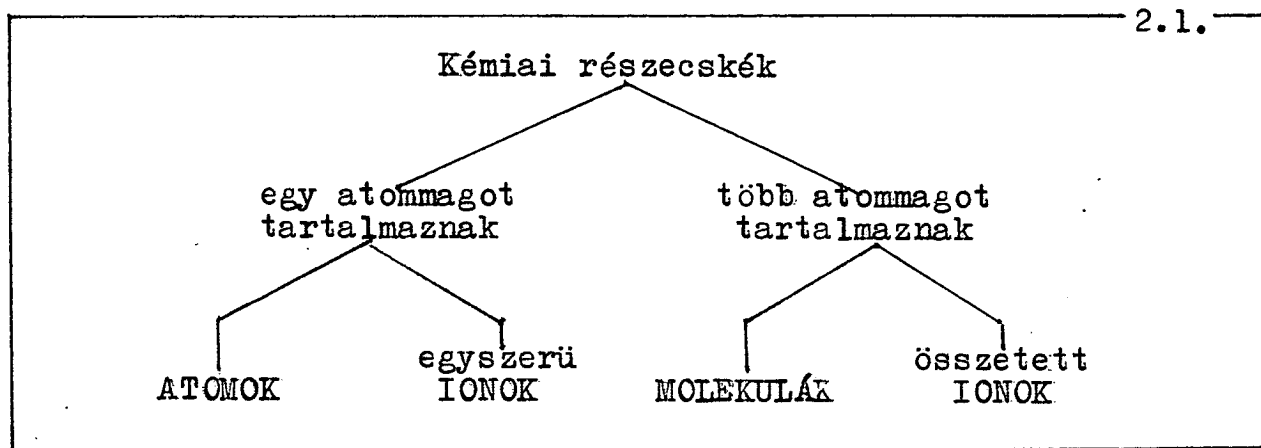 2.1.
Kémiai részecskék
egy atommagot
tartalmaznak
több atommagot
tartalmaznak
ATOMOK
egyszerü
IONOK
MOLEKULÁK
összetett
IONOK